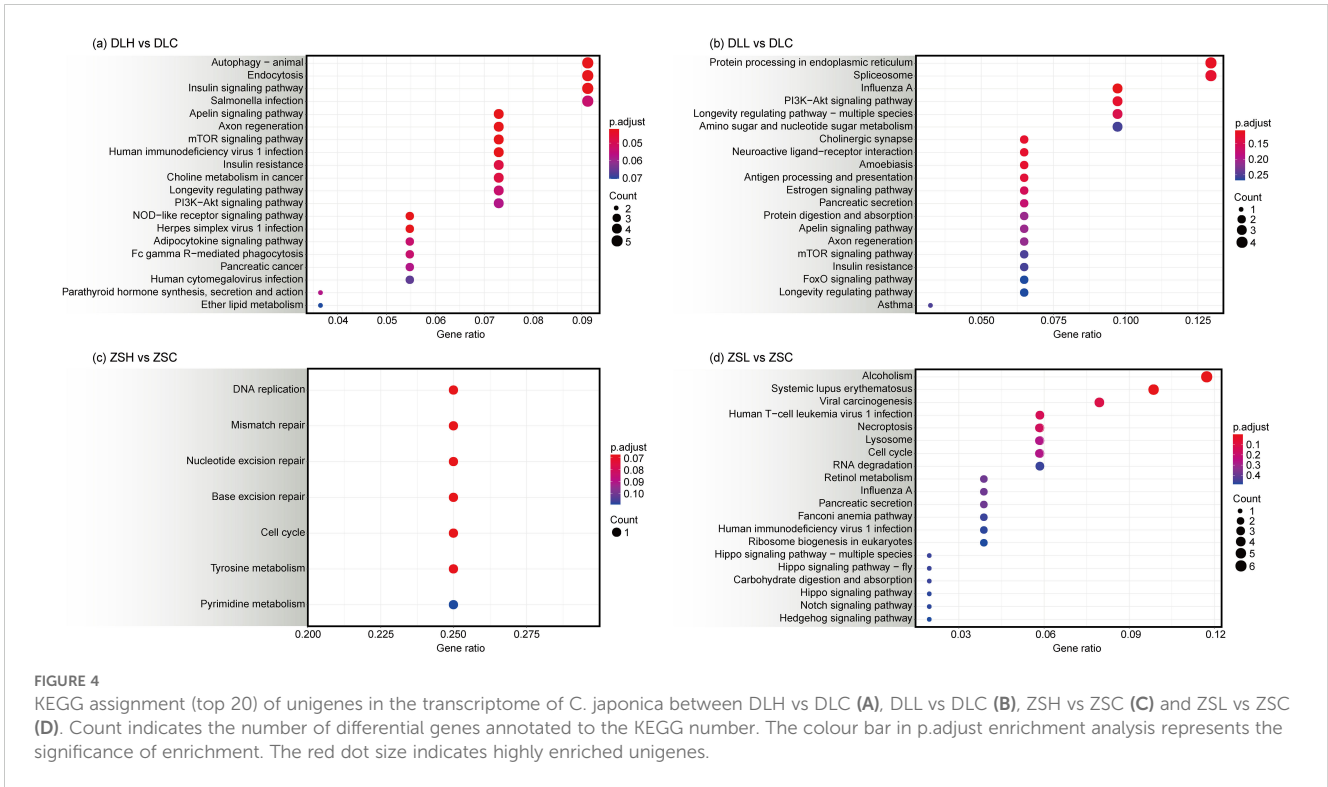 (a) DLH vs DLC
Autophagy − animal
Endocytosis
Insulin signaling pathway
Salmonella infection
Apelin signaling pathway
Axon regeneration
mTOR signaling pathway
Human immunodeficiency virus 1 infection
Insulin resistance
Choline metabolism in cancer
Longevity regulating pathway
PI3K−Akt signaling pathway
NOD−like receptor signaling pathway
Herpes simplex virus 1 infection
Adipocytokine signaling pathway
Fc gamma R−mediated phagocytosis
Pancreatic cancer
Human cytomegalovirus infection
Parathyroid hormone synthesis, secretion and action
Ether lipid metabolism
0.04 0.05 0.06 0.07 0.08 0.09
Gene ratio
p.adjust
0.05
0.06
0.07
Count
2
3
4
5
(b) DLL vs DLC
Protein processing in endoplasmic reticulum
Spliceosome
Influenza A
PI3K−Akt signaling pathway
Longevity regulating pathway − multiple species
Amino sugar and nucleotide sugar metabolism
Cholinergic synapse
Neuroactive ligand−receptor interaction
Amoebiasis
Antigen processing and presentation
Estrogen signaling pathway
Pancreatic secretion
Protein digestion and absorption
Apelin signaling pathway
Axon regeneration
mTOR signaling pathway
Insulin resistance
FoxO signaling pathway
Longevity regulating pathway
Asthma
0.050 0.075 0.100 0.125
Gene ratio
p.adjust
0.15
0.20
0.25
Count
1
2
3
4
(c) ZSH vs ZSC
DNA replication
Mismatch repair
Nucleotide excision repair
Base excision repair
Cell cycle
Tyrosine metabolism
Pyrimidine metabolism
0.200 0.225 0.250 0.275
Gene ratio
p.adjust
0.07
0.08
0.09
0.10
Count
1
(d) ZSL vs ZSC
Alcoholism
Systemic lupus erythematosus
Viral carcinogenesis
Human T−cell leukemia virus 1 infection
Necroptosis
Lysosome
Cell cycle
RNA degradation
Retinol metabolism
Influenza A
Pancreatic secretion
Fanconi anemia pathway
Human immunodeficiency virus 1 infection
Ribosome biogenesis in eukaryotes
Hippo signaling pathway − multiple species
Hippo signaling pathway − fly
Carbohydrate digestion and absorption
Hippo signaling pathway
Notch signaling pathway
Hedgehog signaling pathway
0.03 0.06 0.09 0.12
Gene ratio
p.adjust
0.1
0.2
0.3
0.4
Count
1
2
3
4
5
6
FIGURE 4
KEGG assignment (top 20) of unigenes in the transcriptome of C. japonica between DLH vs DLC (A), DLL vs DLC (B), ZSH vs ZSC (C) and ZSL vs ZSC
(D). Count indicates the number of differential genes annotated to the KEGG number. The colour bar in p.adjust enrichment analysis represents the
significance of enrichment. The red dot size indicates highly enriched unigenes.